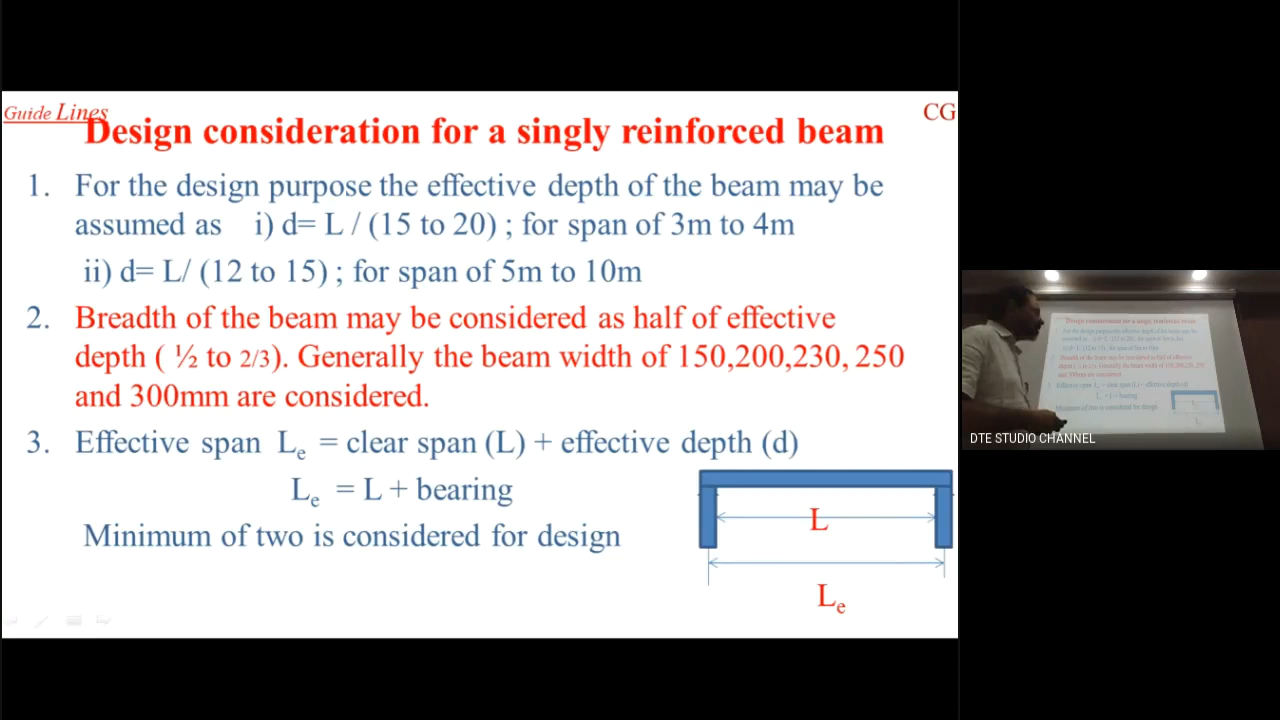 Guide Lines
CG
Design consideration for a singly reinforced beam
1. For the design purpose the effective depth of the beam may be
assumed as i) d= L / (15 to 20) ; for span of 3m to 4m
ii) d= L/ (12 to 15) ; for span of 5m to 10m
2. Breadth of the beam may be considered as half of effective
depth ( ½ to 2/3). Generally the beam width of 150,200,230, 250
and 300mm are considered.
3. Effective span Le = clear span (L) + effective depth (d)
Le = L + bearing
Minimum of two is considered for design
L
Le
DTE STUDIO CHANNEL